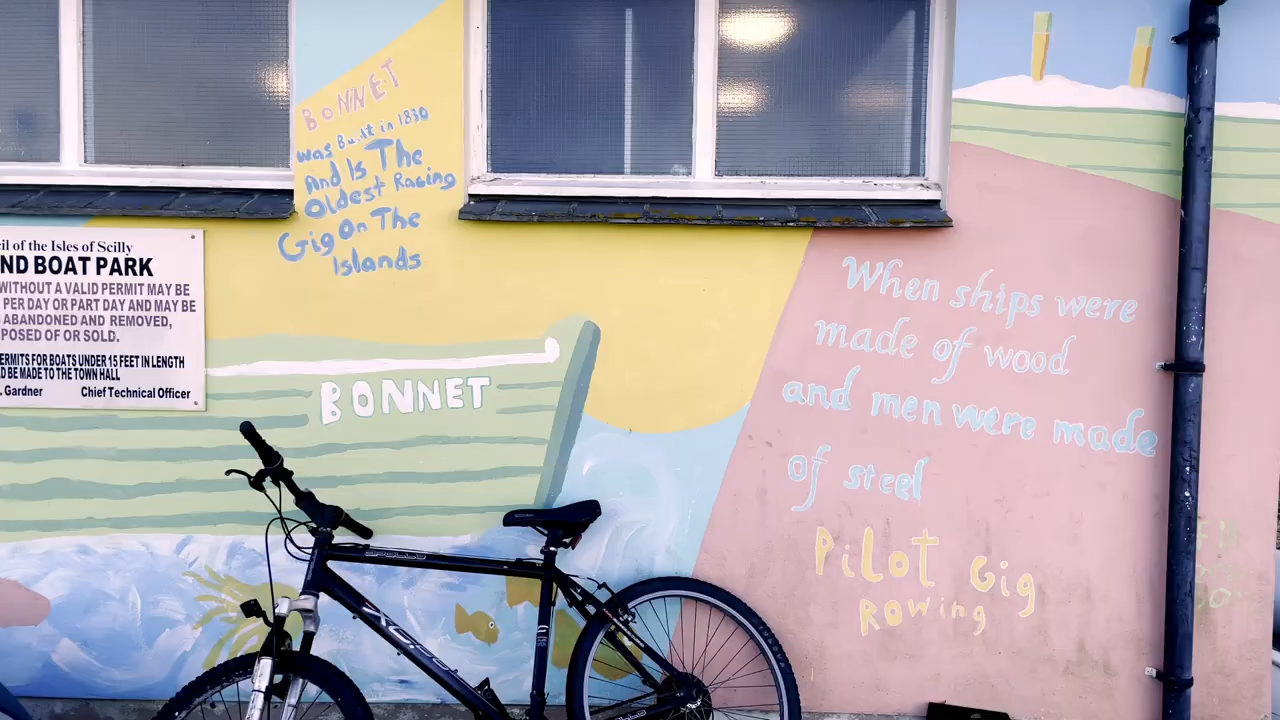 BONNET
was Built in 1830
And Is The
Oldest Racing
Gig On The
Islands
cil of the Isles of Scilly
ND BOAT PARK
WITHOUT A VALID PERMIT MAY BE
PER DAY OR PART DAY AND MAY BE
ABANDONED AND REMOVED,
POSED OF OR SOLD.
ERMITS FOR BOATS UNDER 15 FEET IN LENGTH
D BE MADE TO THE TOWN HALL
. Gardner Chief Technical Officer
BONNET
When ships were
made of wood
and men were made
of steel
PiLOT Gig
ROWing
APOLLO